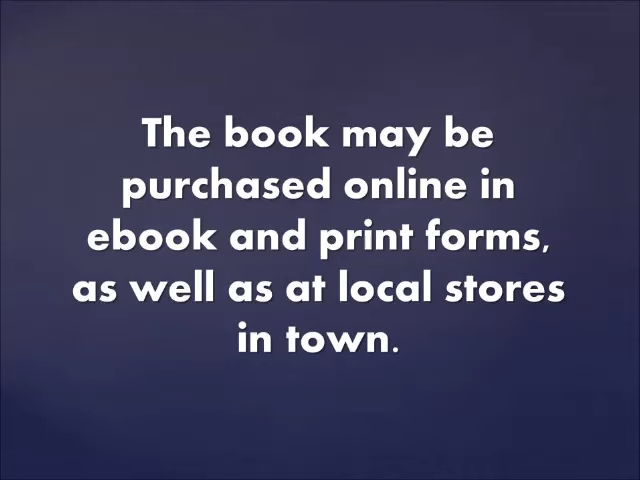 The book may be
purchased online in
ebook and print forms,
as well as at local stores
in town.